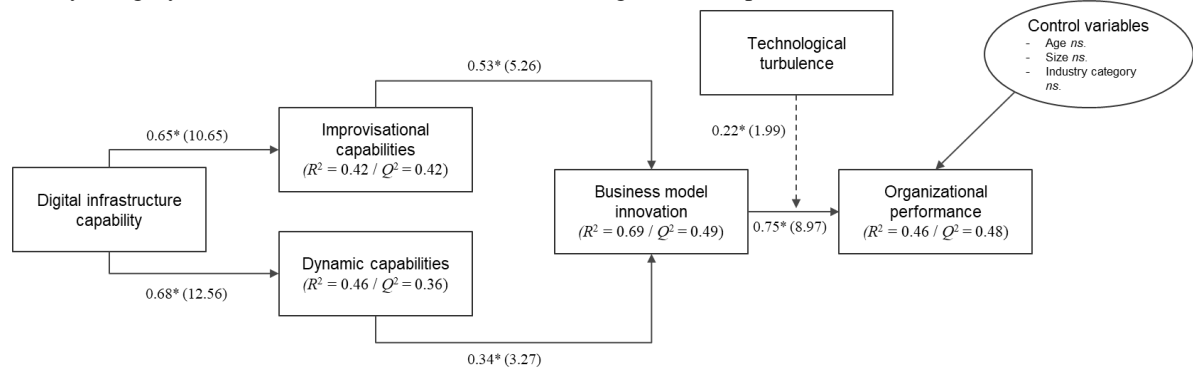 Control variables
- Age ns.
- Size ns.
- Industry category
ns.
Technological
turbulence
0.53* (5.26)
0.65* (10.65)
Improvisational
capabilities
(R² = 0.42 / Q² = 0.42)
0.22* (1.99)
Digital infrastructure
capability
Business model
innovation
(R² = 0.69 / Q² = 0.49)
0.75* (8.97)
Organizational
performance
(R² = 0.46 / Q² = 0.48)
Dynamic capabilities
(R² = 0.46 / Q² = 0.36)
0.68* (12.56)
0.34* (3.27)